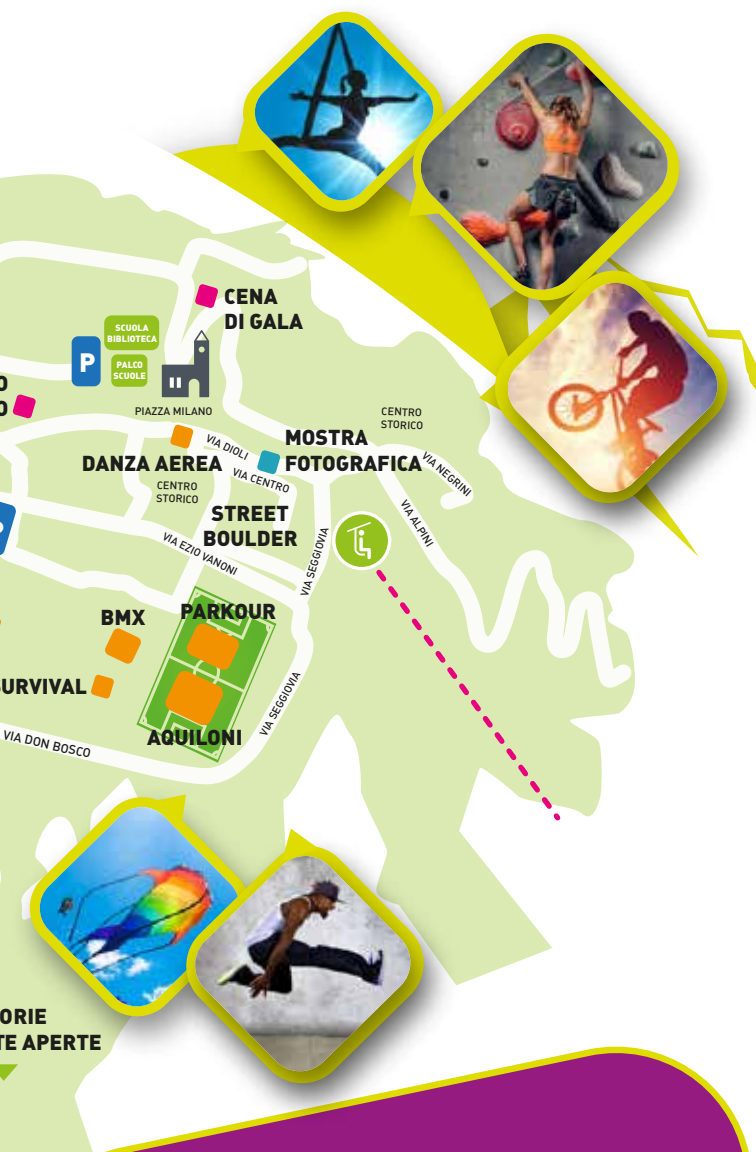 CENA
DI GALA
SCUOLA
BIBLIOTECA
P
PALCO
SCUOLE
O
O
PIAZZA MILANO
CENTRO
STORICO
MOSTRA
FOTOGRAFICA
VIA DIOLI
DANZA AEREA
VIA CENTRO
VIA NEGRINI
CENTRO
STORICO
STREET
BOULDER
VIA ALPINI
VIA EZIO VANONI
VIA SEGGIOVIA
BMX
PARKOUR
SURVIVAL
VIA SEGGIOVIA
AQUILONI
VIA DON BOSCO
ORIE
TE APERTE